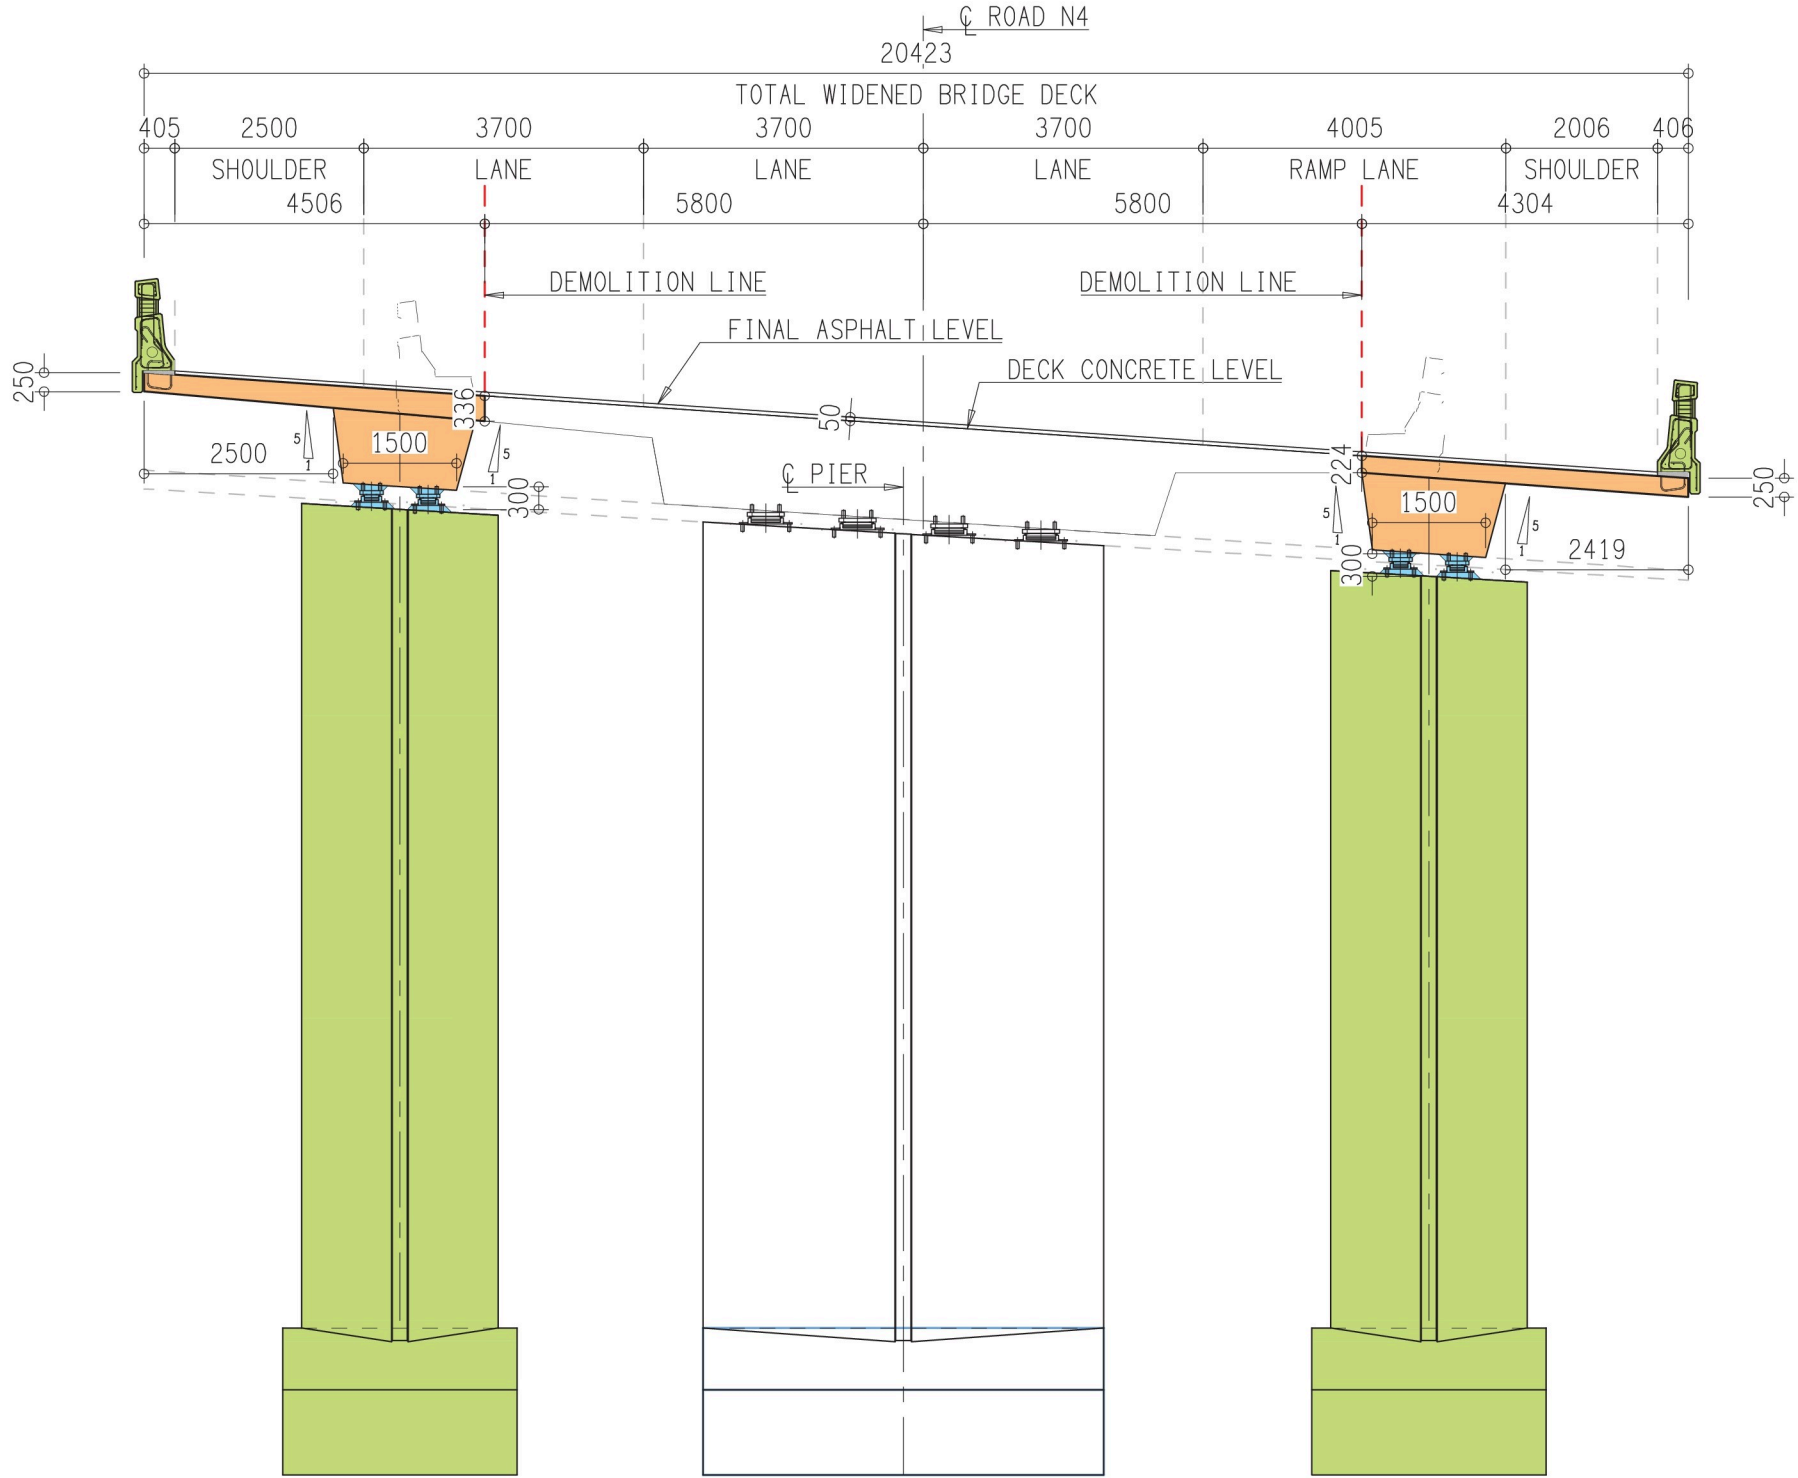 ℄ ROAD N4
20423
TOTAL WIDENED BRIDGE DECK
405 2500 3700 3700 3700 4005 2006 406
SHOULDER LANE LANE LANE RAMP LANE SHOULDER
4506 5800 5800 4304
DEMOLITION LINE DEMOLITION LINE
FINAL ASPHALT LEVEL
DECK CONCRETE LEVEL
250 336 50
5 1 1500 5 1
2500
300
℄ PIER
224 250
1500
5 1 5 1
300 2419